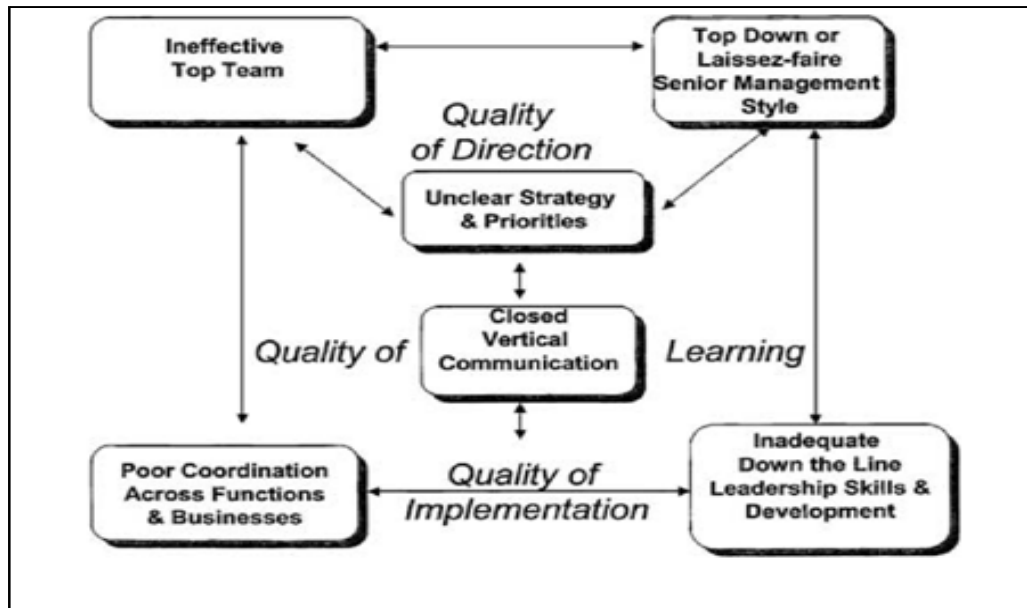 Ineffective
Top Team
Top Down or
Laissez-faire
Senior Management
Style
Quality
of Direction
Unclear Strategy
& Priorities
Closed
Vertical
Communication
Quality of
Learning
Poor Coordination
Across Functions
& Businesses
Quality of
Implementation
Inadequate
Down the Line
Leadership Skills &
Development